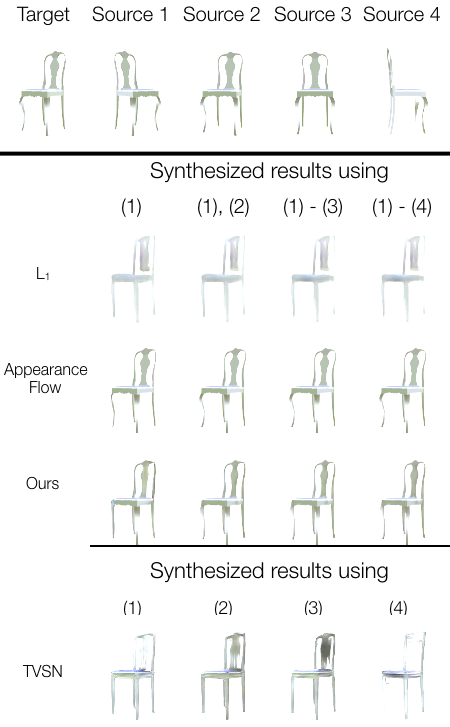 Target Source 1 Source 2 Source 3 Source 4
Synthesized results using
(1) (1), (2) (1) - (3) (1) - (4)
L₁
Appearance
Flow
Ours
Synthesized results using
(1) (2) (3) (4)
TVSN